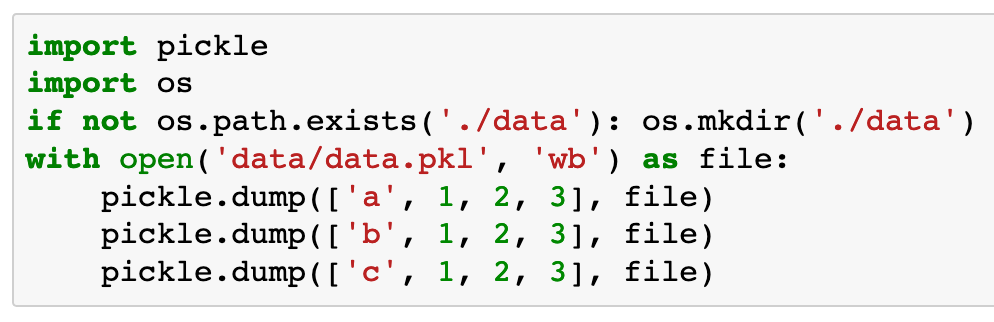 import pickle
import os
if not os.path.exists('./data'): os.mkdir('./data')
with open('data/data.pkl', 'wb') as file:
    pickle.dump(['a', 1, 2, 3], file)
    pickle.dump(['b', 1, 2, 3], file)
    pickle.dump(['c', 1, 2, 3], file)